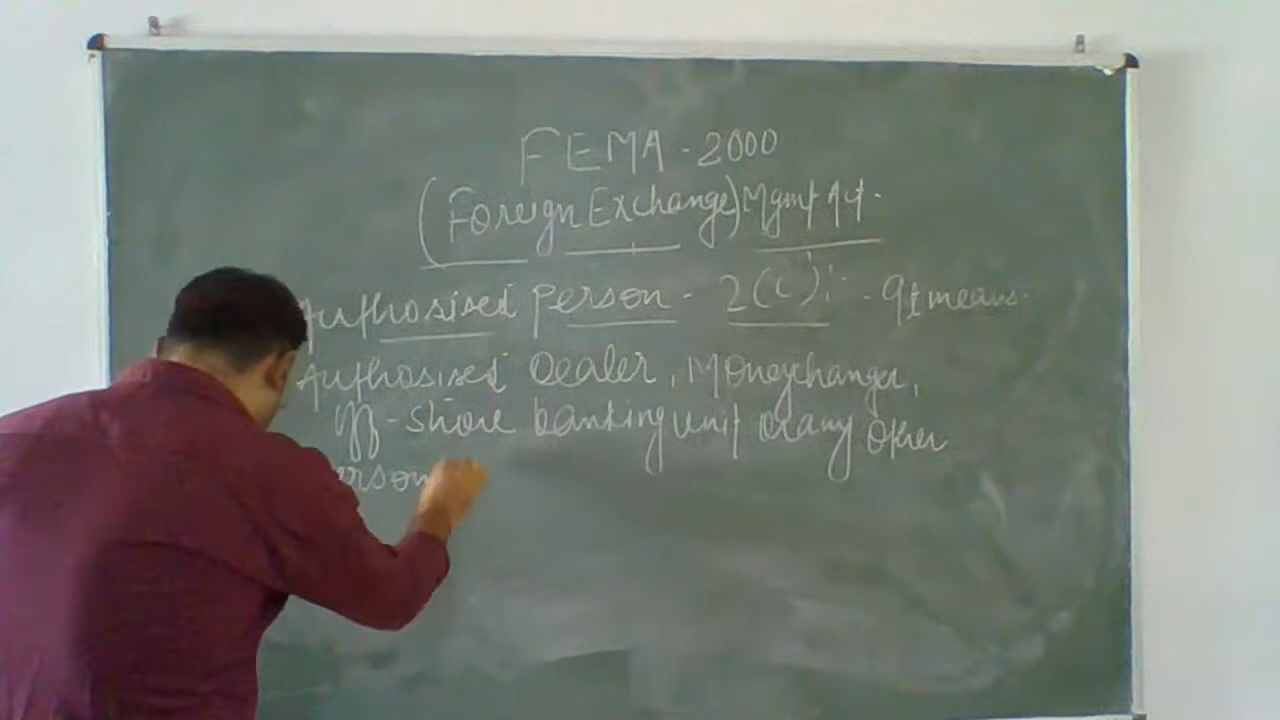 FEMA - 2000
(Foreign Exchange) Mgmt Act.
Authorised person - 2(c): - It means.
Authorised Dealer, Moneychanger,
off-shore banking unit or any other
person